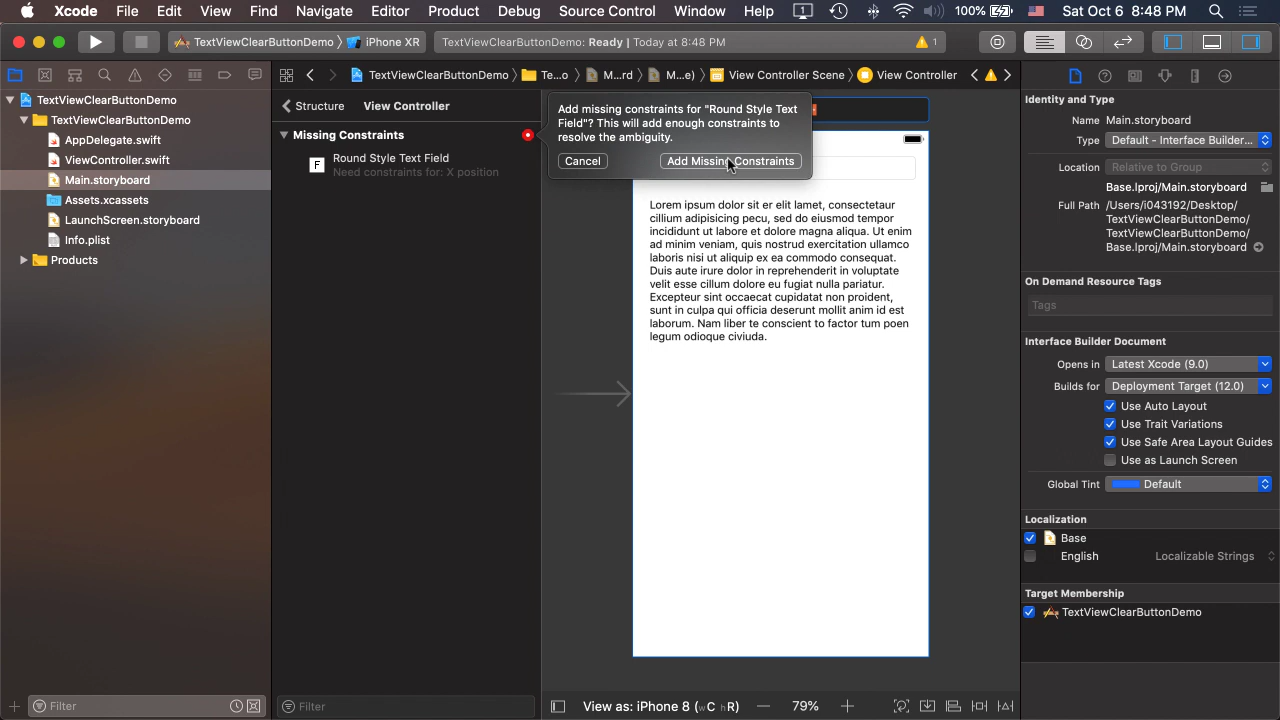 Xcode File Edit View Find Navigate Editor Product Debug Source Control Window Help 1 100% Sat Oct 6 8:48 PM
TextViewClearButtonDemo iPhone XR TextViewClearButtonDemo: Ready | Today at 8:48 PM 1
TextViewClearButtonDemo Te...o M...rd M...e) View Controller Scene View Controller
TextViewClearButtonDemo
TextViewClearButtonDemo
AppDelegate.swift
ViewController.swift
Main.storyboard
Assets.xcassets
LaunchScreen.storyboard
Info.plist
Products
Filter
Structure View Controller
Missing Constraints
F Round Style Text Field
Need constraints for: X position
Filter
Add missing constraints for "Round Style Text
Field"? This will add enough constraints to
resolve the ambiguity.
Cancel Add Missing Constraints
Lorem ipsum dolor sit er elit lamet, consectetaur
cillium adipisicing pecu, sed do eiusmod tempor
incididunt ut labore et dolore magna aliqua. Ut enim
ad minim veniam, quis nostrud exercitation ullamco
laboris nisi ut aliquip ex ea commodo consequat.
Duis aute irure dolor in reprehenderit in voluptate
velit esse cillum dolore eu fugiat nulla pariatur.
Excepteur sint occaecat cupidatat non proident,
sunt in culpa qui officia deserunt mollit anim id est
laborum. Nam liber te conscient to factor tum poen
legum odioque civiuda.
View as: iPhone 8 (wC hR) 79%
Identity and Type
Name Main.storyboard
Type Default - Interface Builder...
Location Relative to Group
Base.lproj/Main.storyboard
Full Path /Users/i043192/Desktop/
TextViewClearButtonDemo/
TextViewClearButtonDemo/
Base.lproj/Main.storyboard
On Demand Resource Tags
Tags
Interface Builder Document
Opens in Latest Xcode (9.0)
Builds for Deployment Target (12.0)
Use Auto Layout
Use Trait Variations
Use Safe Area Layout Guides
Use as Launch Screen
Global Tint Default
Localization
Base
English Localizable Strings
Target Membership
TextViewClearButtonDemo